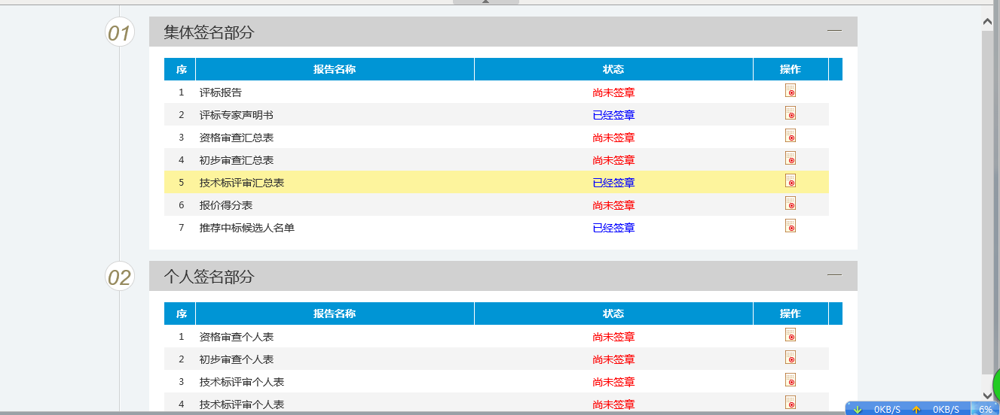 01 集体签名部分
序 报告名称 状态 操作
1 评标报告 尚未签章
2 评标专家声明书 已经签章
3 资格审查汇总表 尚未签章
4 初步审查汇总表 尚未签章
5 技术标评审汇总表 已经签章
6 报价得分表 尚未签章
7 推荐中标候选人名单 已经签章
02 个人签名部分
序 报告名称 状态 操作
1 资格审查个人表 尚未签章
2 初步审查个人表 尚未签章
3 技术标评审个人表 尚未签章
4 技术标评审个人表 尚未签章
0KB/S 0KB/S 6%